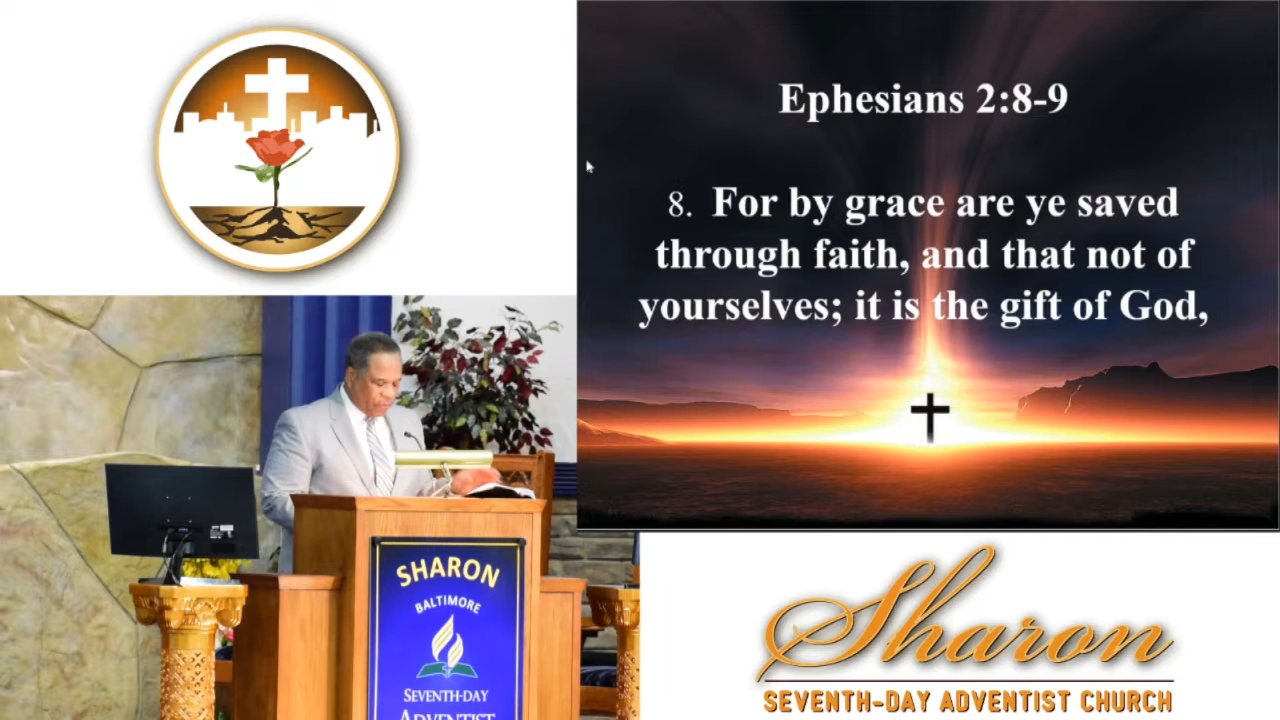 Ephesians 2:8-9
8. For by grace are ye saved
through faith, and that not of
yourselves; it is the gift of God,
SHARON
BALTIMORE
SEVENTH-DAY
ADVENTIST
Sharon
SEVENTH-DAY ADVENTIST CHURCH